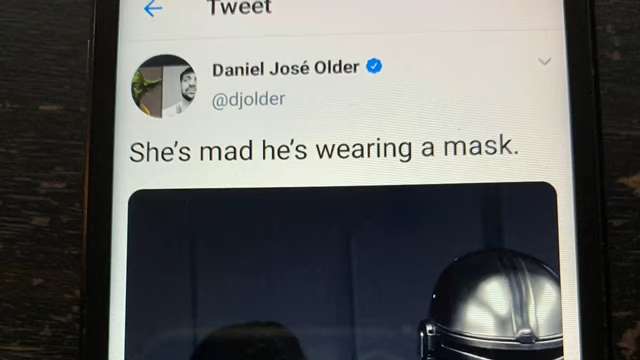 Tweet
Daniel José Older
@djolder
She's mad he's wearing a mask.